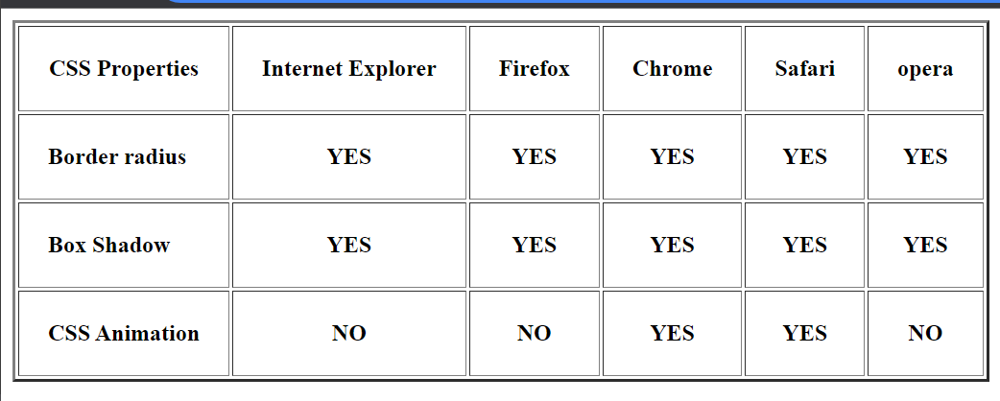 CSS Properties Internet Explorer Firefox Chrome Safari opera
Border radius YES YES YES YES YES
Box Shadow YES YES YES YES YES
CSS Animation NO NO YES YES NO